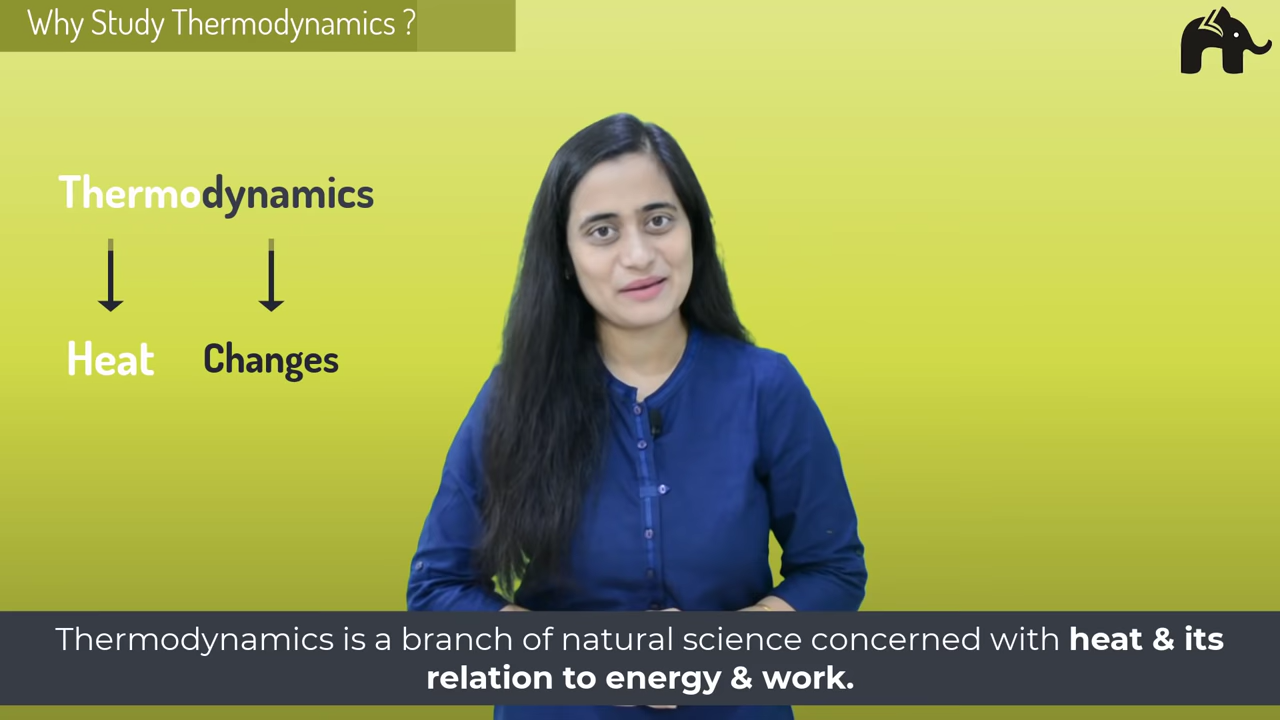 Why Study Thermodynamics ?
Thermodynamics
Heat Changes
Thermodynamics is a branch of natural science concerned with heat & its
relation to energy & work.